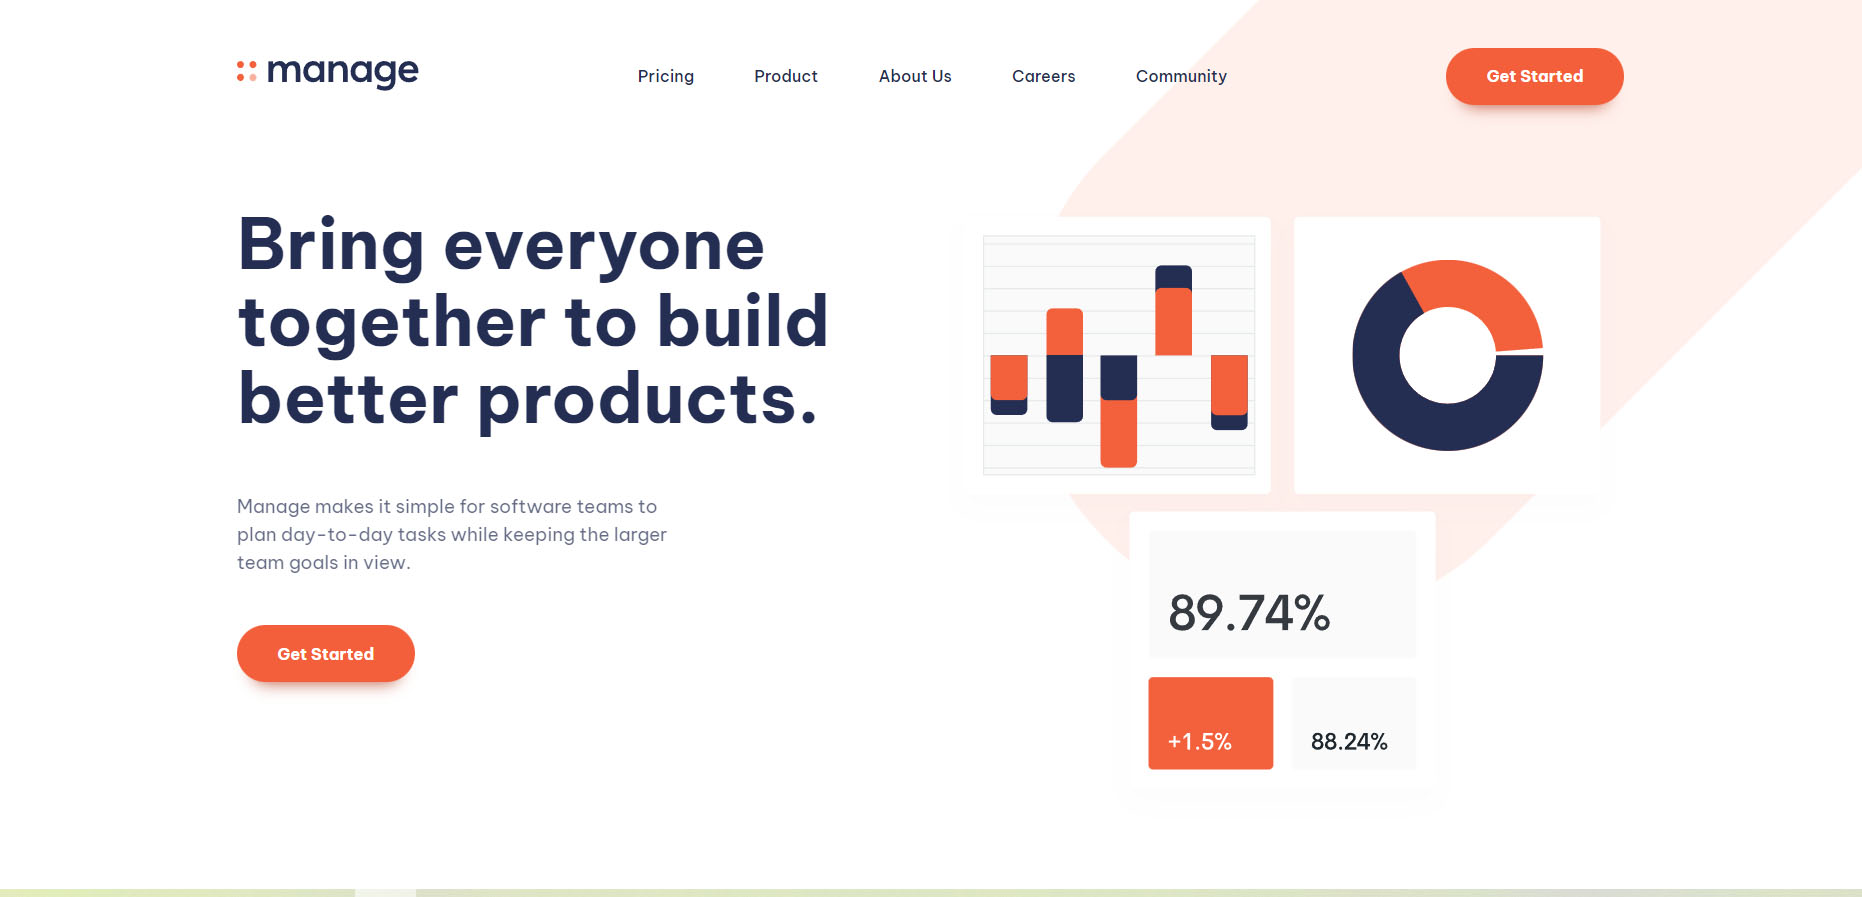 manage
Pricing
Product
About Us
Careers
Community
Get Started
Bring everyone
together to build
better products.
Manage makes it simple for software teams to
plan day-to-day tasks while keeping the larger
team goals in view.
Get Started
89.74%
+1.5%
88.24%